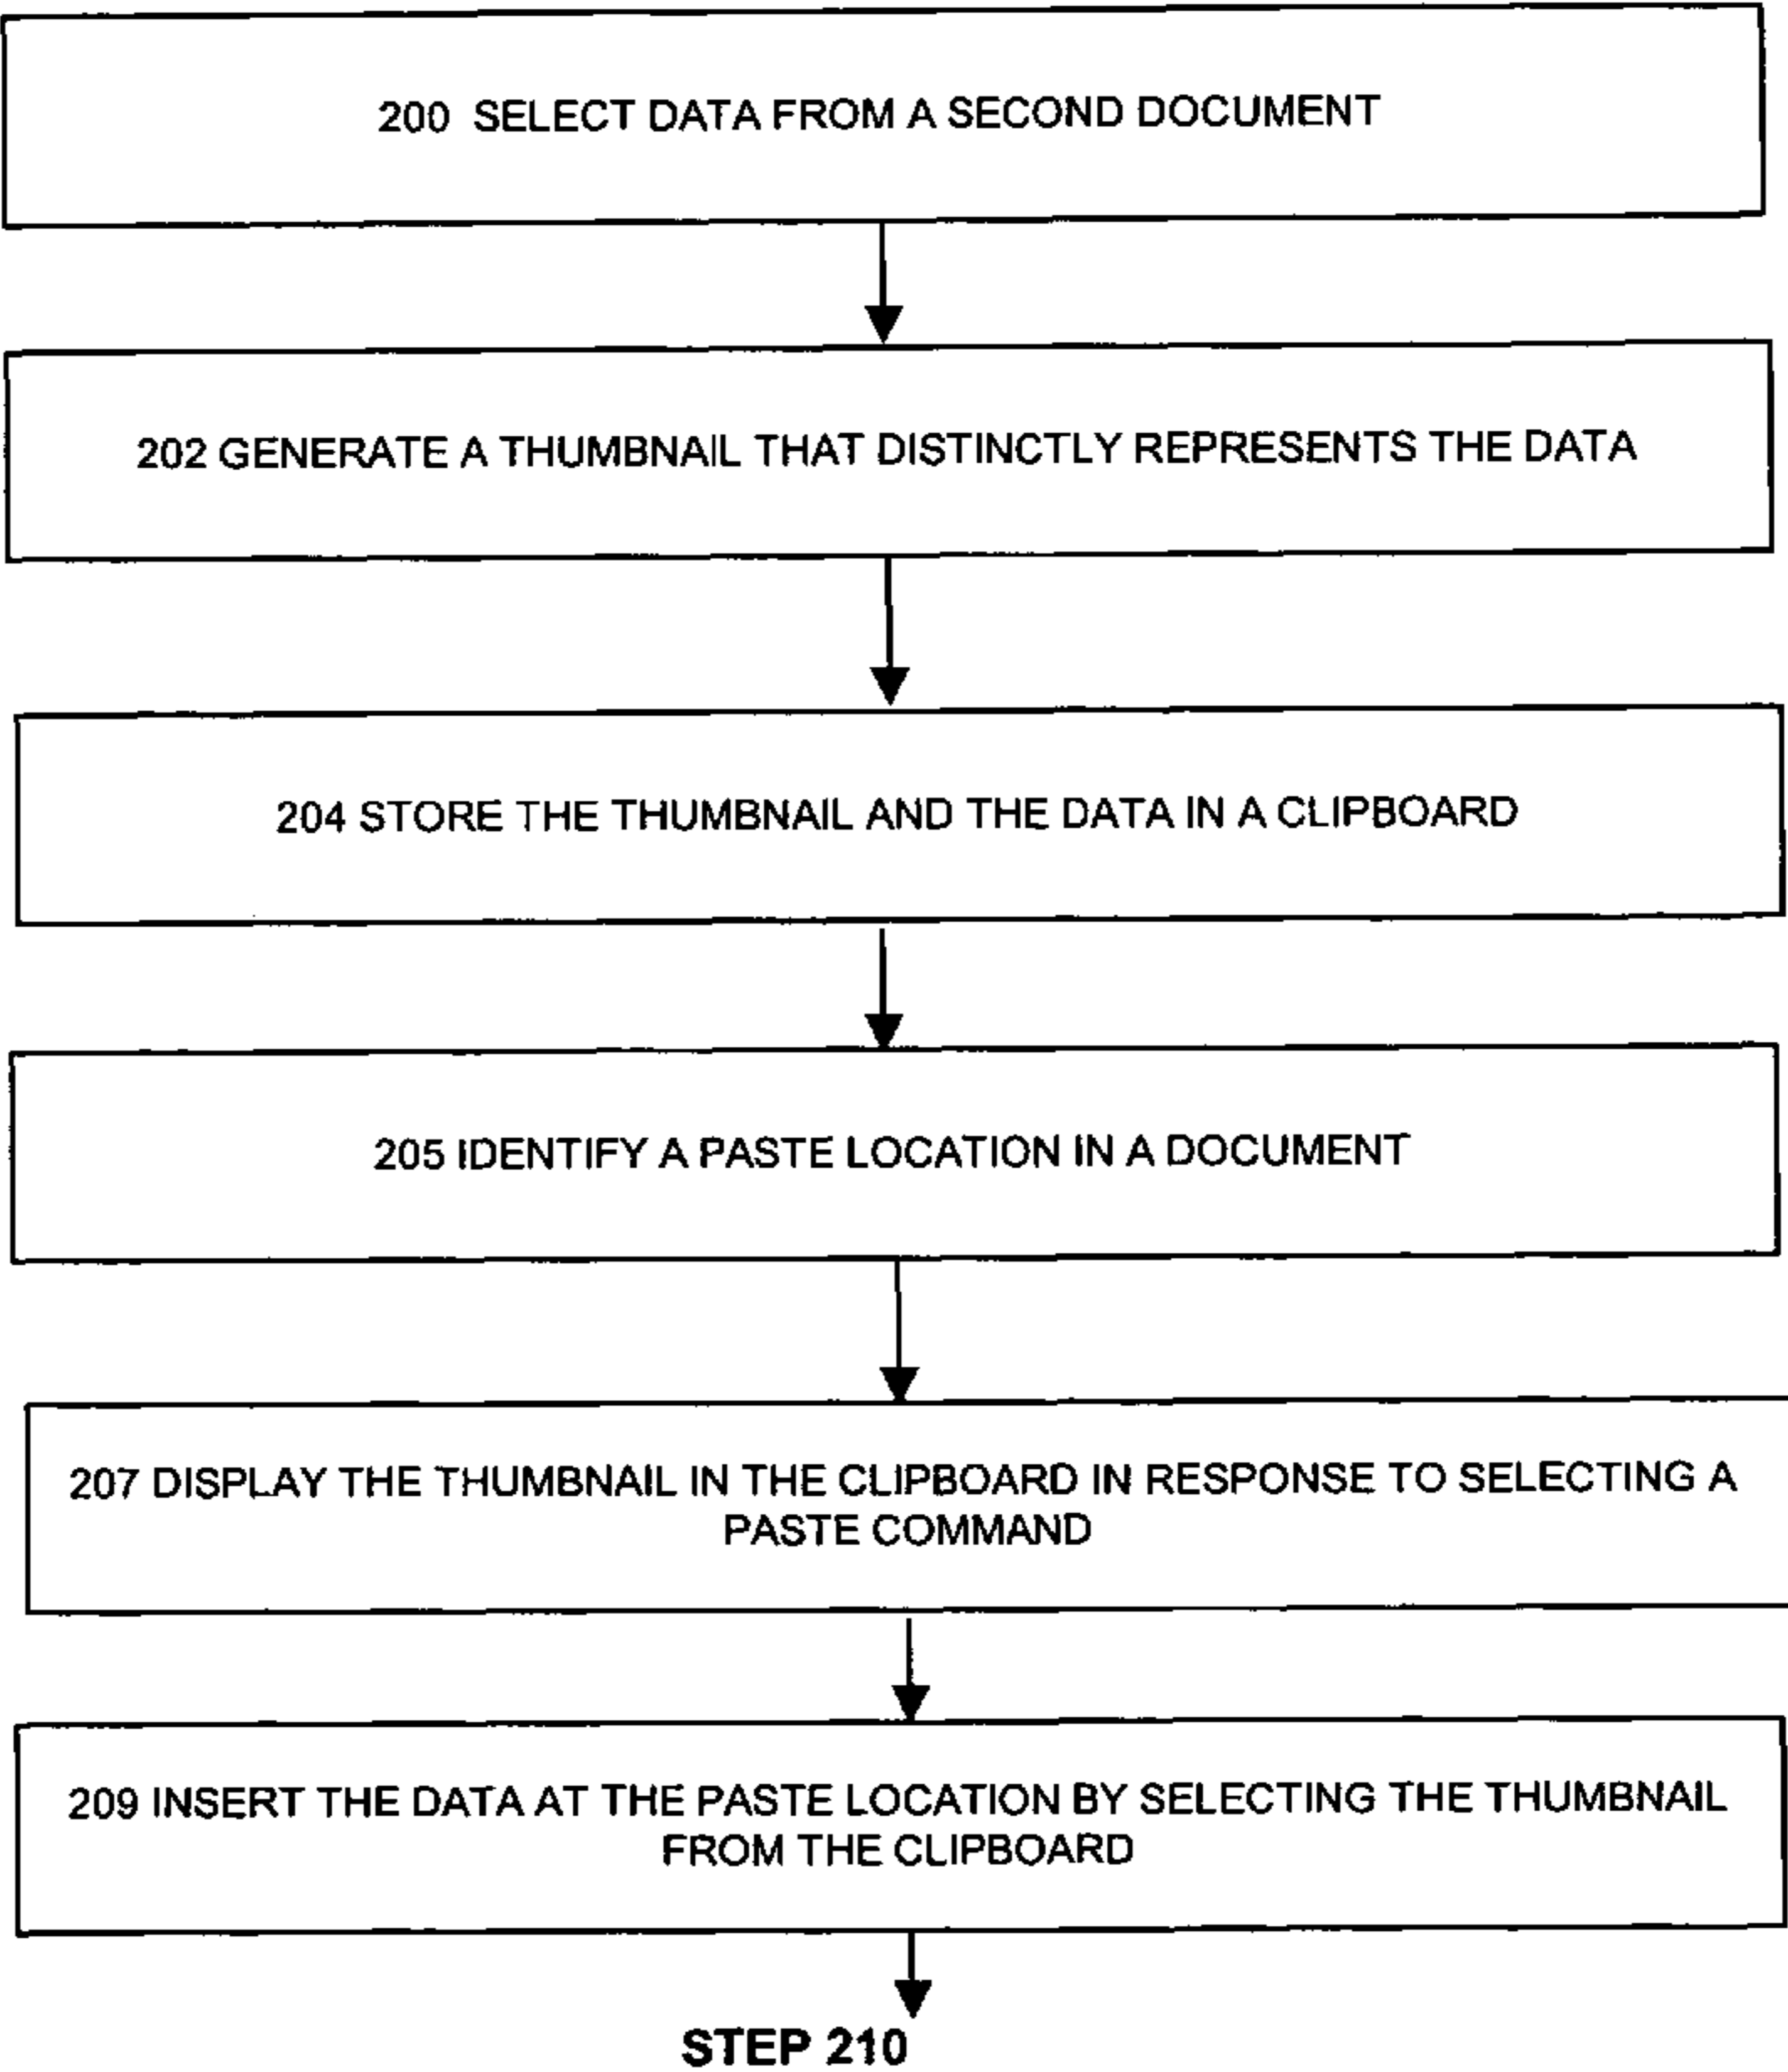 200 SELECT DATA FROM A SECOND DOCUMENT
202 GENERATE A THUMBNAIL THAT DISTINCTLY REPRESENTS THE DATA
204 STORE THE THUMBNAIL AND THE DATA IN A CLIPBOARD
205 IDENTIFY A PASTE LOCATION IN A DOCUMENT
207 DISPLAY THE THUMBNAIL IN THE CLIPBOARD IN RESPONSE TO SELECTING A
PASTE COMMAND
209 INSERT THE DATA AT THE PASTE LOCATION BY SELECTING THE THUMBNAIL
FROM THE CLIPBOARD
STEP 210